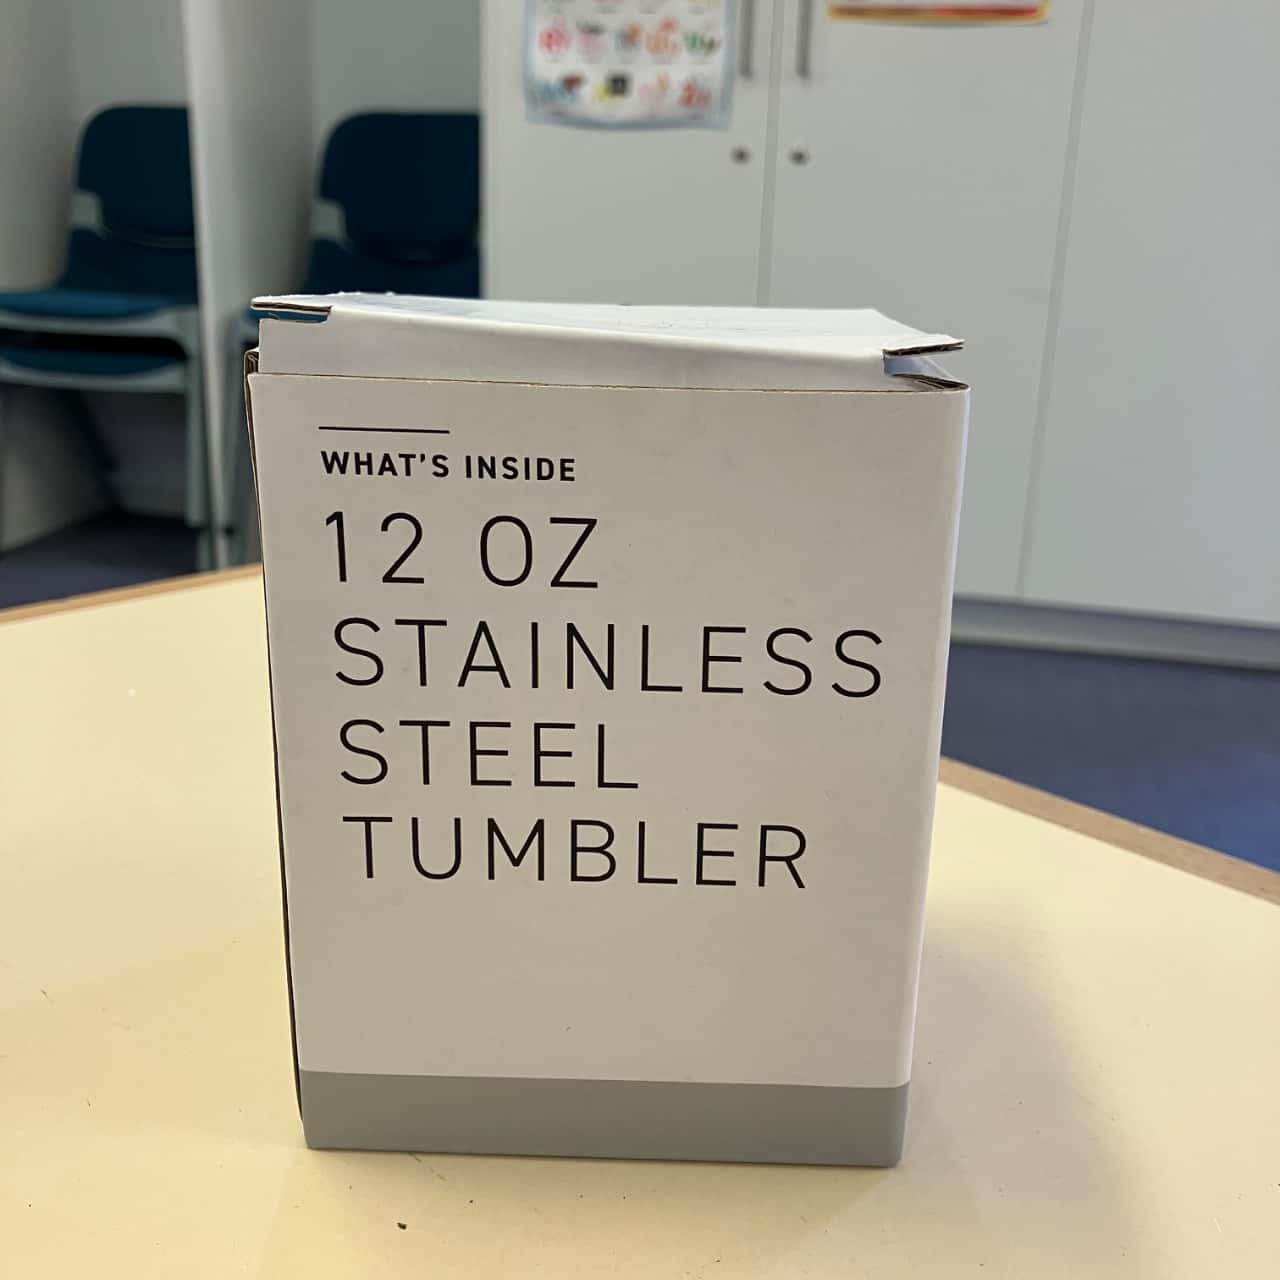 WHAT'S INSIDE
12 OZ
STAINLESS
STEEL
TUMBLER